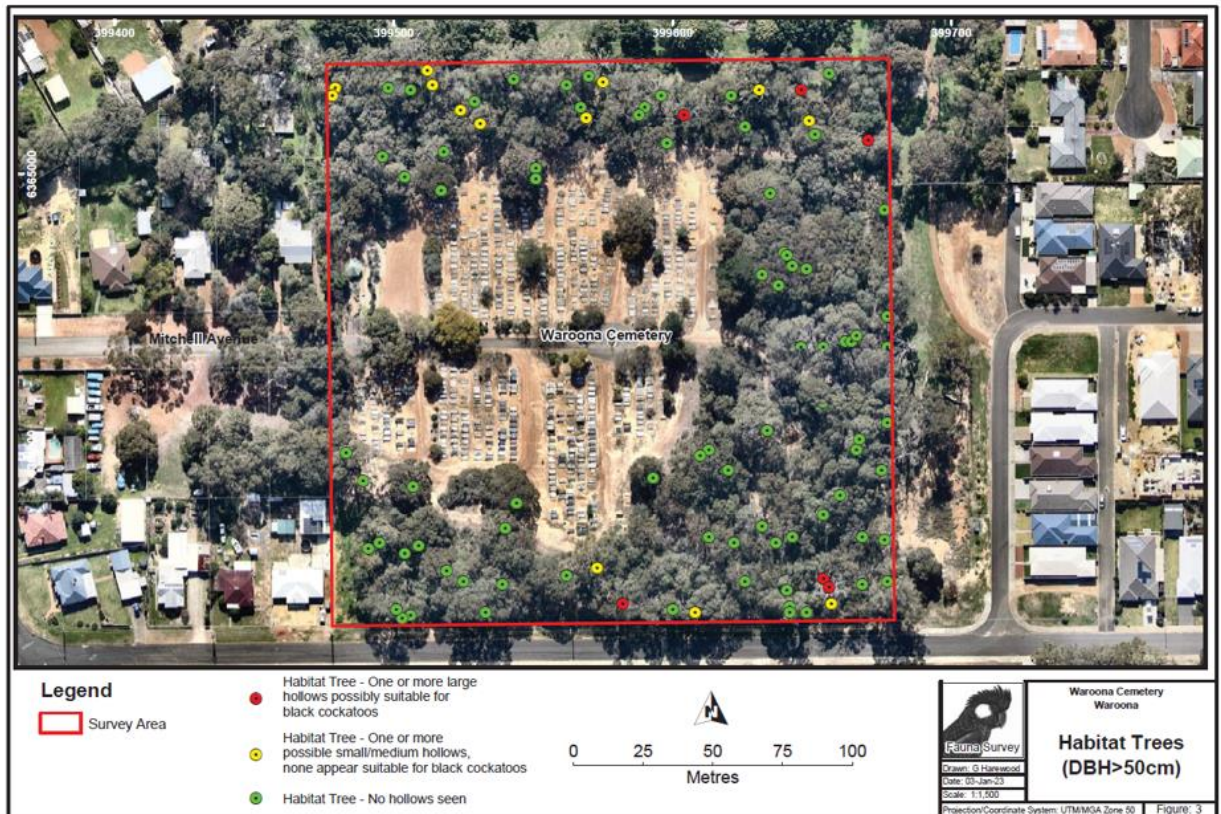 399400
399500
399600
399700
6365000
Mitchell Avenue
Waroona Cemetery
Legend
Survey Area
Habitat Tree - One or more large
hollows possibly suitable for
black cockatoos
Habitat Tree - One or more
possible small/medium hollows,
none appear suitable for black cockatoos
Habitat Tree - No hollows seen
N
0 25 50 75 100
Metres
Fauna Survey
Drawn: G Harewood
Date: 03-Jan-23
Scale: 1:1,500
Projection/Coordinate System: UTM/MGA Zone 50
Waroona Cemetery
Waroona
Habitat Trees
(DBH>50cm)
Figure: 3